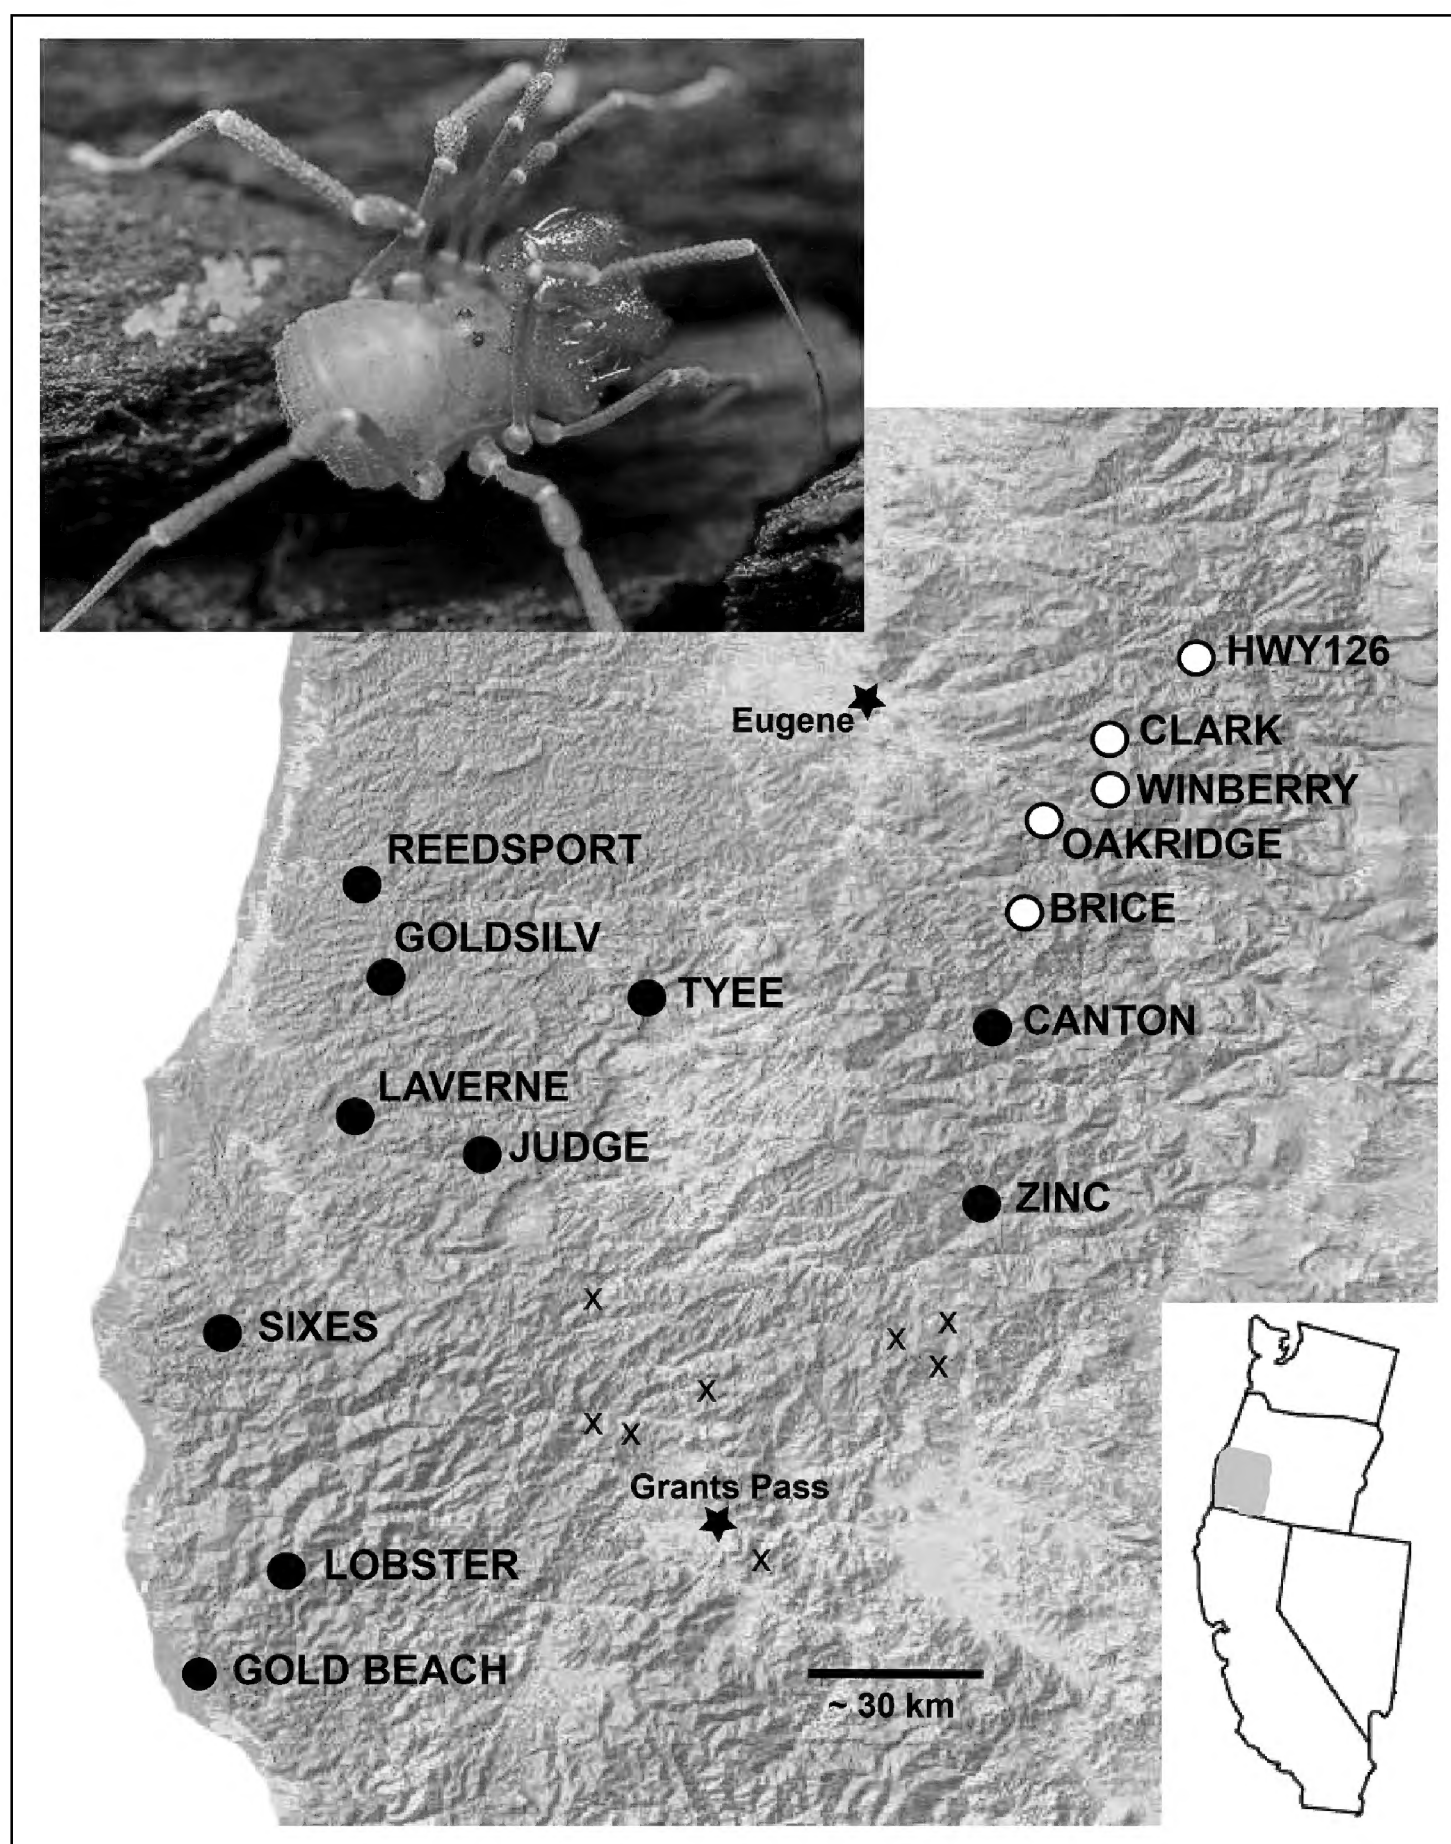 HWY126
Eugene
CLARK
WINBERRY
OAKRIDGE
REEDSPORT
BRICE
GOLDSILV
TYEE
CANTON
LAVERNE
JUDGE
ZINC
x
SIXES
x
x
x
x
x
x
Grants Pass
x
LOBSTER
GOLD BEACH
~ 30 km